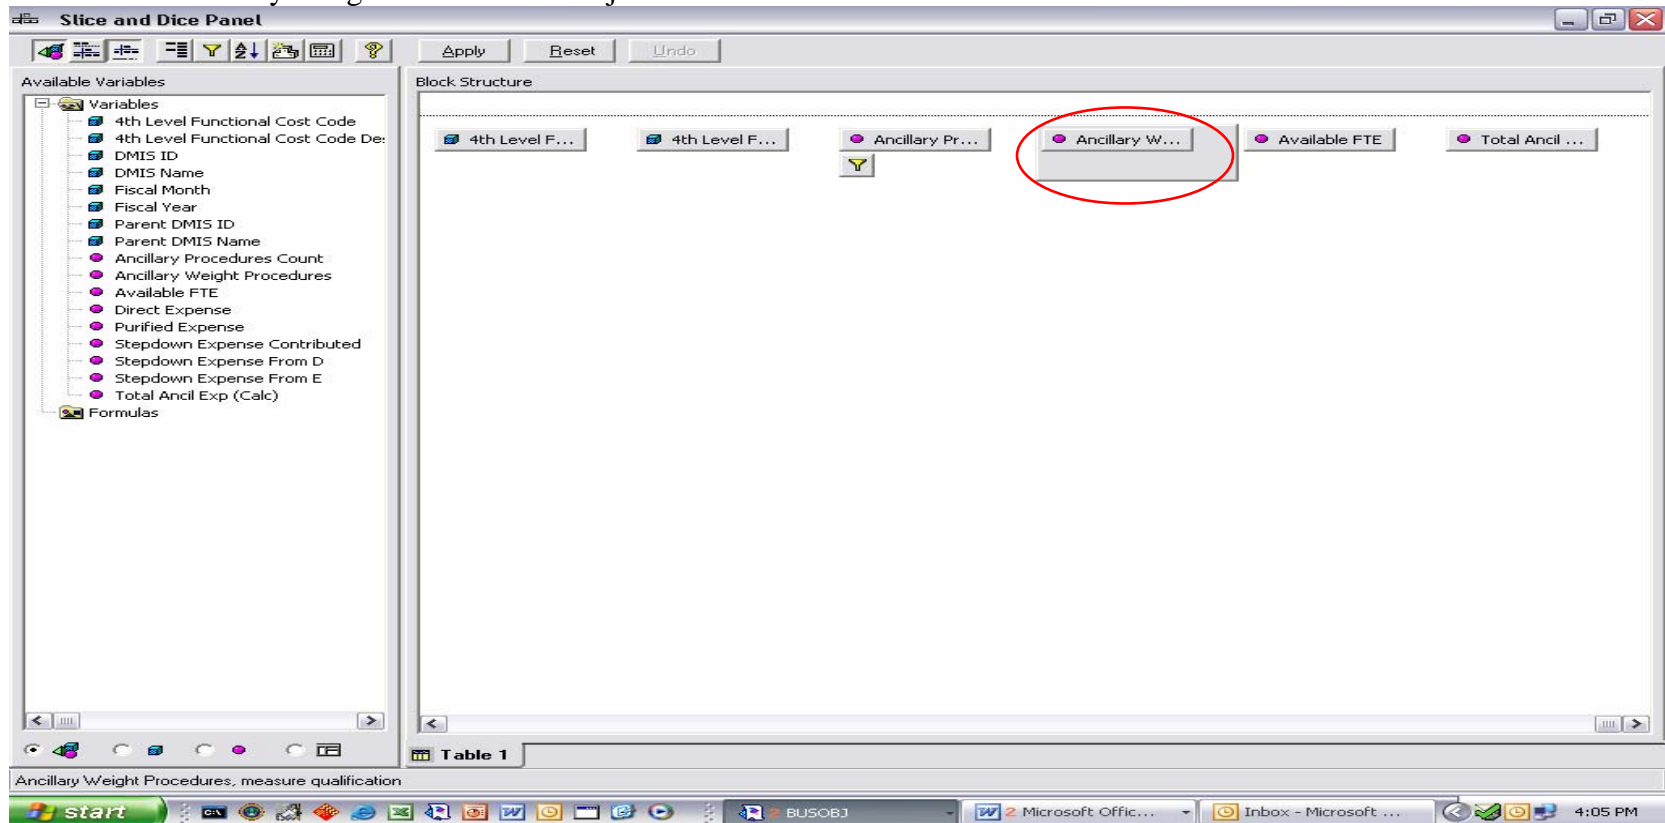 Slice and Dice Panel
Apply Reset Undo
Available Variables
Variables
4th Level Functional Cost Code
4th Level Functional Cost Code De:
DMIS ID
DMIS Name
Fiscal Month
Fiscal Year
Parent DMIS ID
Parent DMIS Name
Ancillary Procedures Count
Ancillary Weight Procedures
Available FTE
Direct Expense
Purified Expense
Stepdown Expense Contributed
Stepdown Expense From D
Stepdown Expense From E
Total Ancil Exp (Calc)
Formulas
Block Structure
4th Level F... 4th Level F... Ancillary Pr... Ancillary W... Available FTE Total Ancil ...
Table 1
Ancillary Weight Procedures, measure qualification
start 2 BUSOBJ 2 Microsoft Offic... Inbox - Microsoft ... 4:05 PM